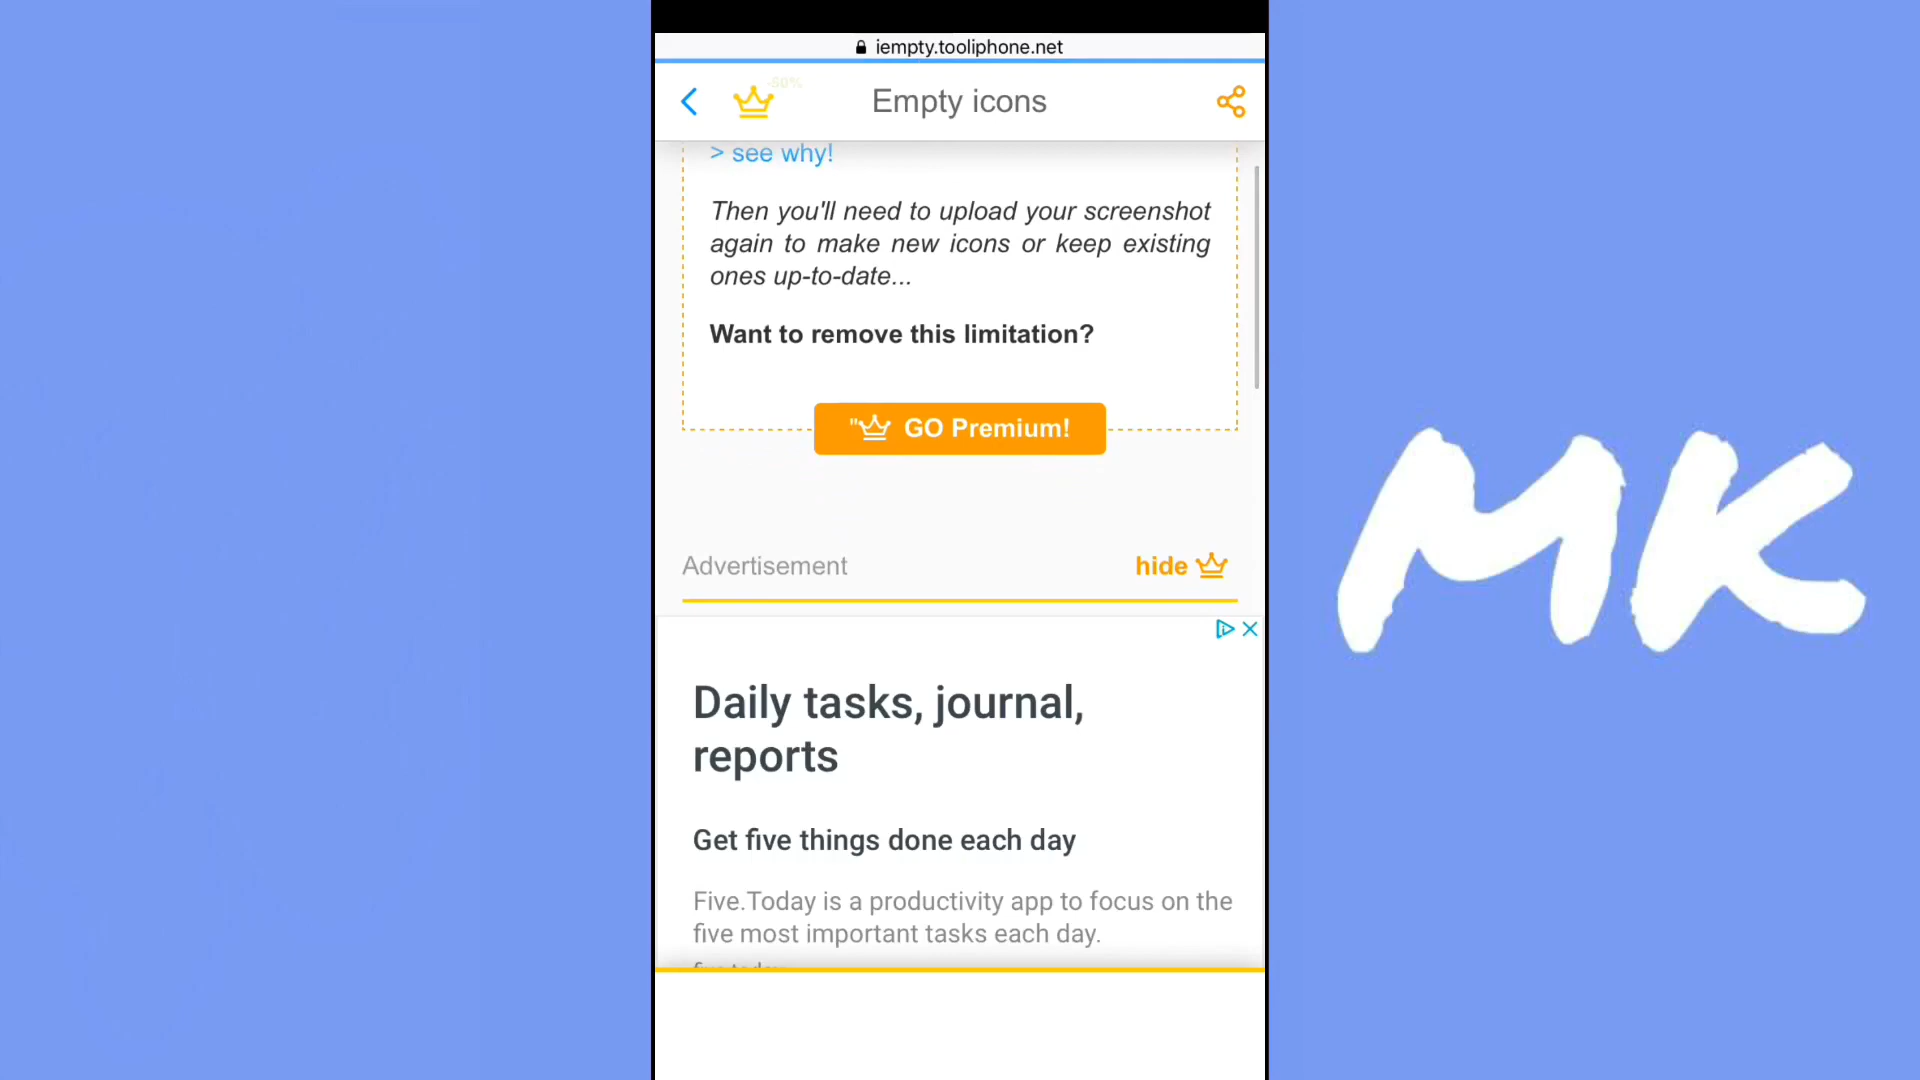 iempty.tooliphone.net
-50%
Empty icons
> see why!
Then you'll need to upload your screenshot
again to make new icons or keep existing
ones up-to-date...
Want to remove this limitation?
" GO Premium!
Advertisement
hide
Daily tasks, journal,
reports
Get five things done each day
Five.Today is a productivity app to focus on the
five most important tasks each day.
MK